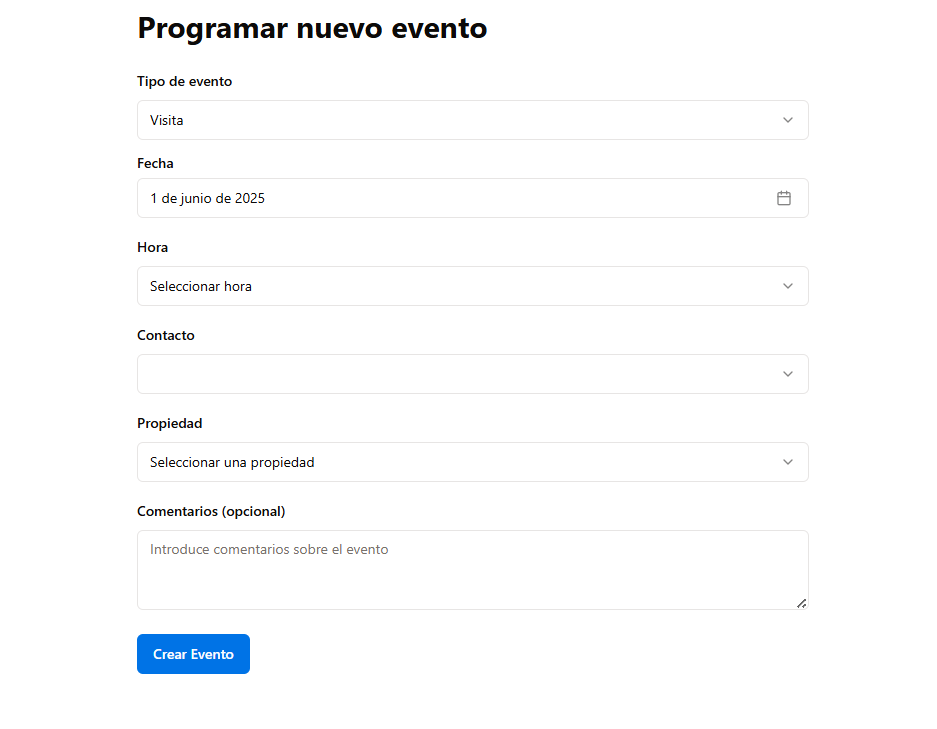 Programar nuevo evento
Tipo de evento
Visita
Fecha
1 de junio de 2025
Hora
Seleccionar hora
Contacto
Propiedad
Seleccionar una propiedad
Comentarios (opcional)
Introduce comentarios sobre el evento
Crear Evento